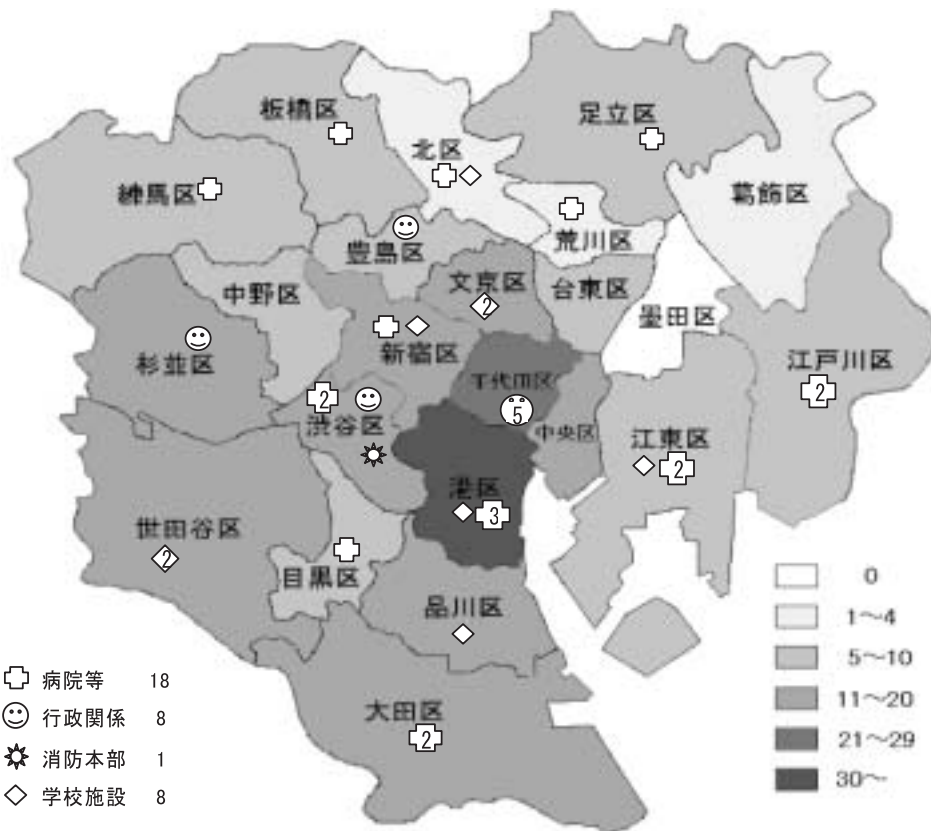 板橋区
足立区
北区
練馬区
葛飾区
荒川区
豊島区
文京区
台東区
中野区
2
墨田区
新宿区
杉並区
江戸川区
千代田区
2
2
5
渋谷区
中央区
江東区
2
港区
3
世田谷区
2
目黒区
品川区
大田区
2
0
1～4
5～10
11～20
21～29
30～
病院等 18
行政関係 8
消防本部 1
学校施設 8